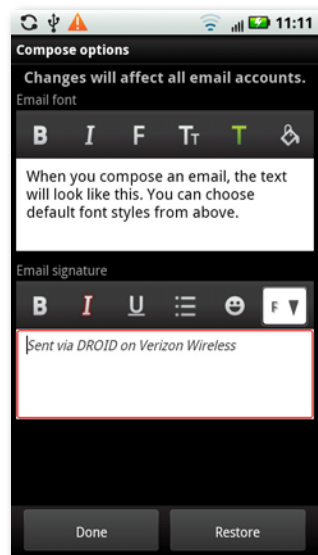 11:11
Compose options
Changes will affect all email accounts.
Email font
B I F TT T
When you compose an email, the text
will look like this. You can choose
default font styles from above.
Email signature
B I U F
Sent via DROID on Verizon Wireless
Done Restore